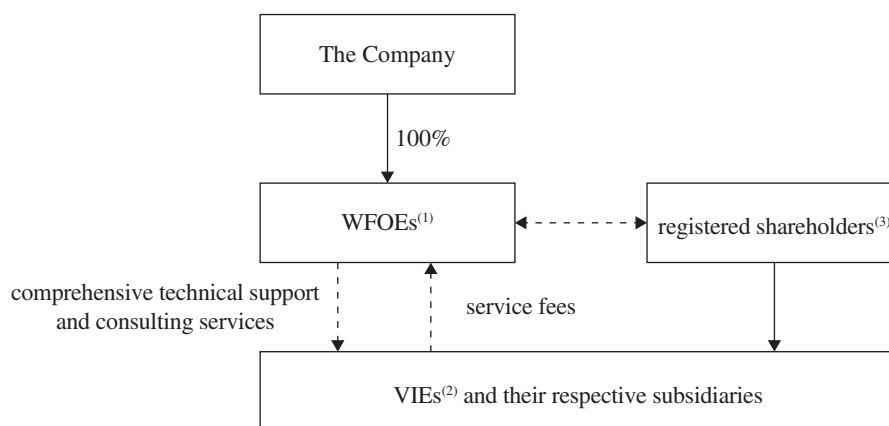 The Company
100%
WFOEs(1)
registered shareholders(3)
comprehensive technical support
and consulting services
service fees
VIEs(2) and their respective subsidiaries